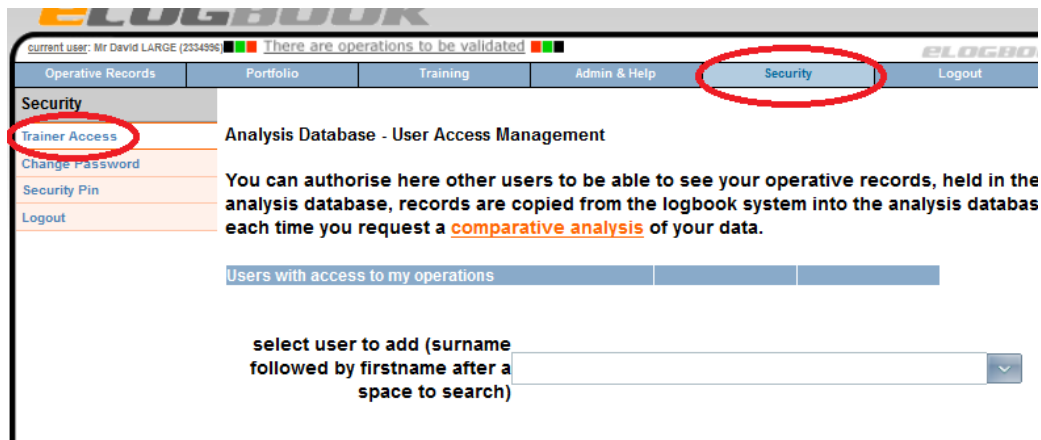 eLOGBOOK
current user: Mr David LARGE (2334996) There are operations to be validated
eLOGBO
Operative Records Portfolio Training Admin & Help Security Logout
Security
Trainer Access
Change Password
Security Pin
Logout
Analysis Database - User Access Management
You can authorise here other users to be able to see your operative records, held in the
analysis database, records are copied from the logbook system into the analysis databas
each time you request a comparative analysis of your data.
Users with access to my operations
select user to add (surname
followed by firstname after a
space to search)